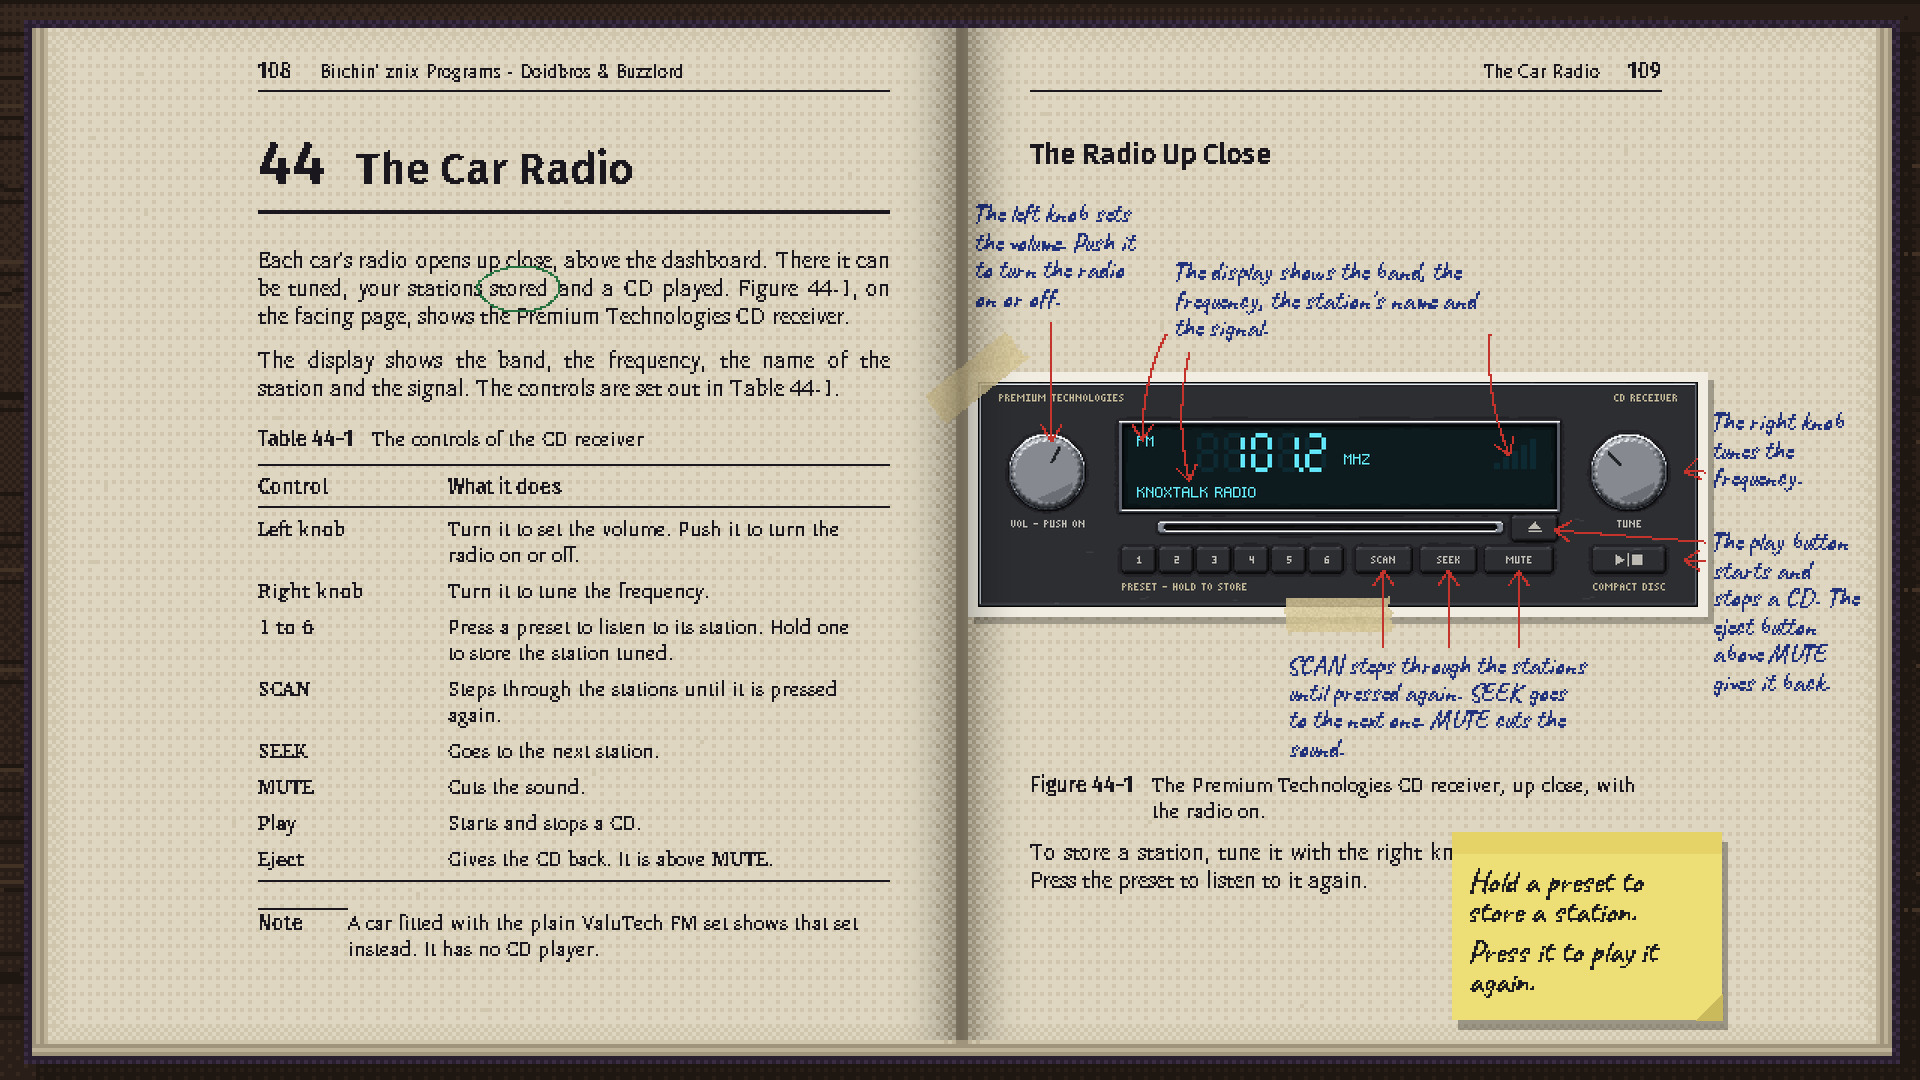 108 Birchin' znix Programs - Doidbros & Buzzlord
44 The Car Radio
Each car's radio opens up close, above the dashboard. There it can
be tuned, your stations stored and a CD played. Figure 44-1, on
the facing page, shows the Premium Technologies CD receiver.
The display shows the band, the frequency, the name of the
station and the signal. The controls are set out in Table 44-1.
Table 44-1 The controls of the CD receiver
Control What it does
Left knob Turn it to set the volume. Push it to turn the
radio on or off.
Right knob Turn it to tune the frequency.
1 to 6 Press a preset to listen to its station. Hold one
to store the station tuned.
SCAN Steps through the stations until it is pressed
again.
SEEK Goes to the next station.
MUTE Cuts the sound.
Play Starts and stops a CD.
Eject Gives the CD back. It is above MUTE.
Note A car fitted with the plain ValuTech FM set shows that set
instead. It has no CD player.
The Car Radio 109
The Radio Up Close
The left knob sets
the volume. Push it
to turn the radio
on or off.
The display shows the band, the
frequency, the station's name and
the signal.
PREMIUM TECHNOLOGIES CD RECEIVER
FM 101.2 MHZ
KNOXTALK RADIO
VOL - PUSH ON TUNE
1 2 3 4 5 6 SCAN SEEK MUTE
PRESET - HOLD TO STORE COMPACT DISC
The right knob
tunes the
frequency.
The play button
starts and
stops a CD. The
eject button
above MUTE
gives it back.
SCAN steps through the stations
until pressed again. SEEK goes
to the next one. MUTE cuts the
sound.
Figure 44-1 The Premium Technologies CD receiver, up close, with
the radio on.
To store a station, tune it with the right kn
Press the preset to listen to it again.
Hold a preset to
store a station.
Press it to play it
again.